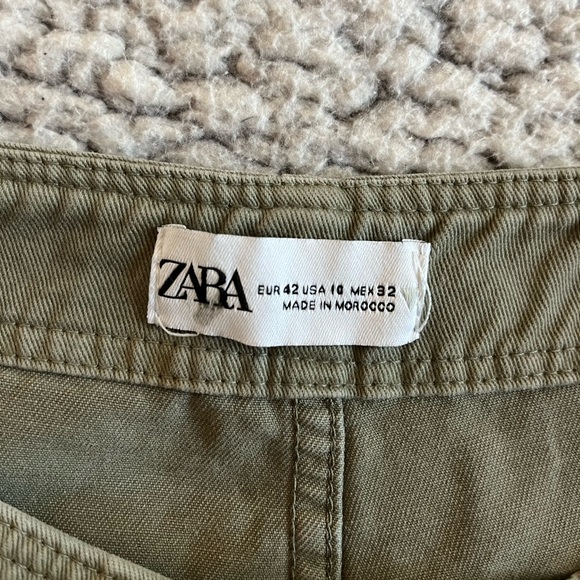 ZARA
EUR 42 USA 10 MEX 32
MADE IN MOROCCO